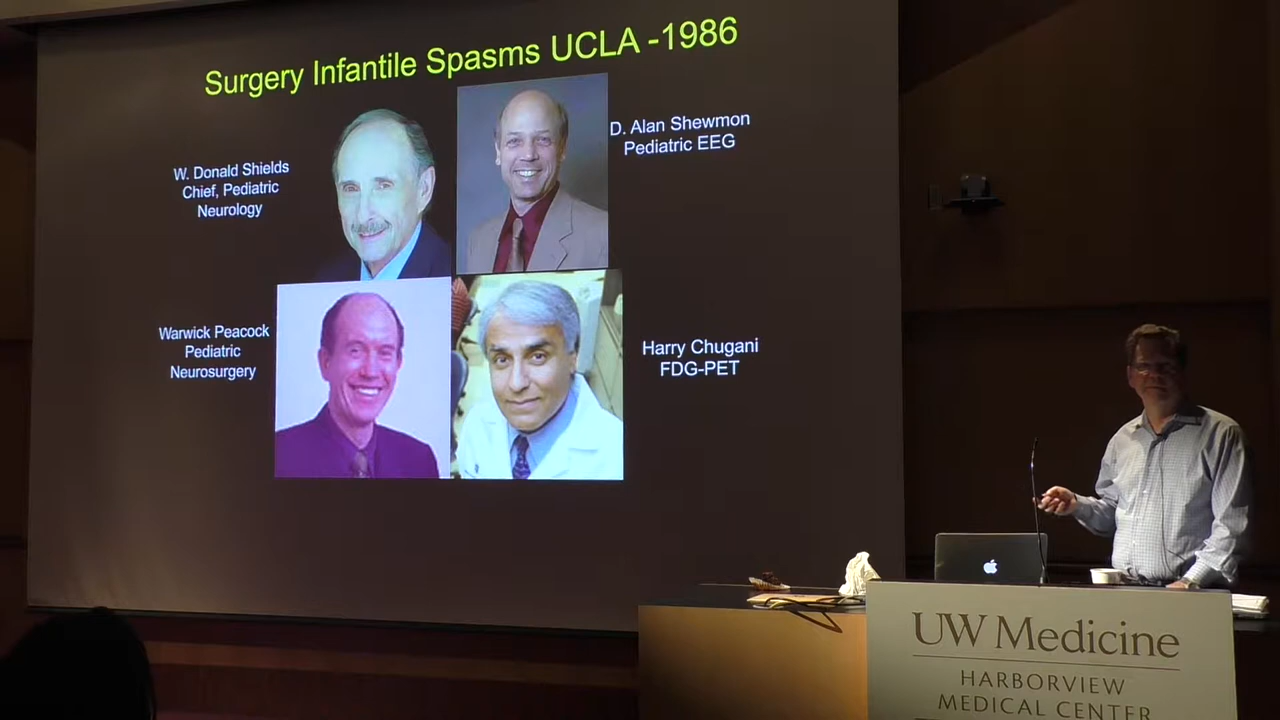 Surgery Infantile Spasms UCLA -1986
W. Donald Shields
Chief, Pediatric
Neurology
D. Alan Shewmon
Pediatric EEG
Warwick Peacock
Pediatric
Neurosurgery
Harry Chugani
FDG-PET
UW Medicine
HARBORVIEW
MEDICAL CENTER